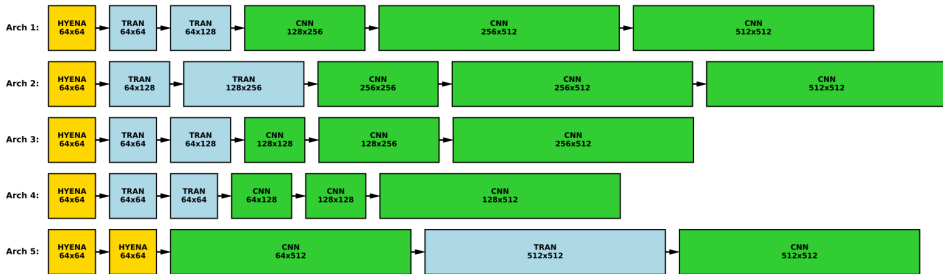 Arch 1:
HYENA
64x64
TRAN
64x64
TRAN
64x128
CNN
128x256
CNN
256x512
CNN
512x512
Arch 2:
HYENA
64x64
TRAN
64x128
TRAN
128x256
CNN
256x256
CNN
256x512
CNN
512x512
Arch 3:
HYENA
64x64
TRAN
64x64
TRAN
64x128
CNN
128x128
CNN
128x256
CNN
256x512
Arch 4:
HYENA
64x64
TRAN
64x64
TRAN
64x64
CNN
64x128
CNN
128x128
CNN
128x512
Arch 5:
HYENA
64x64
HYENA
64x64
CNN
64x512
TRAN
512x512
CNN
512x512